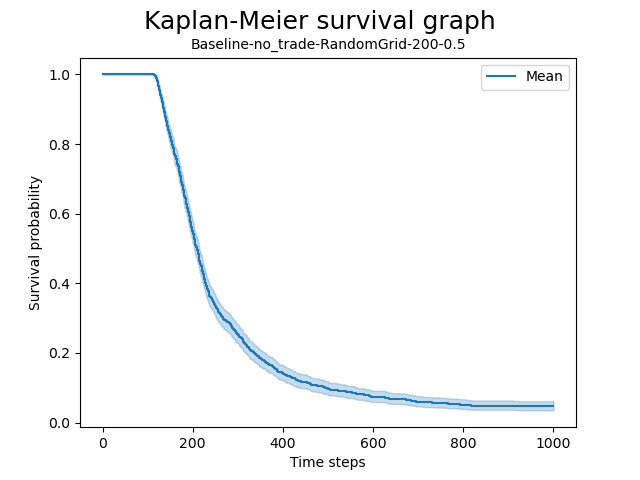 Kaplan-Meier survival graph
Baseline-no_trade-RandomGrid-200-0.5
Mean
Survival probability
1.0
0.8
0.6
0.4
0.2
0.0
0 200 400 600 800 1000
Time steps